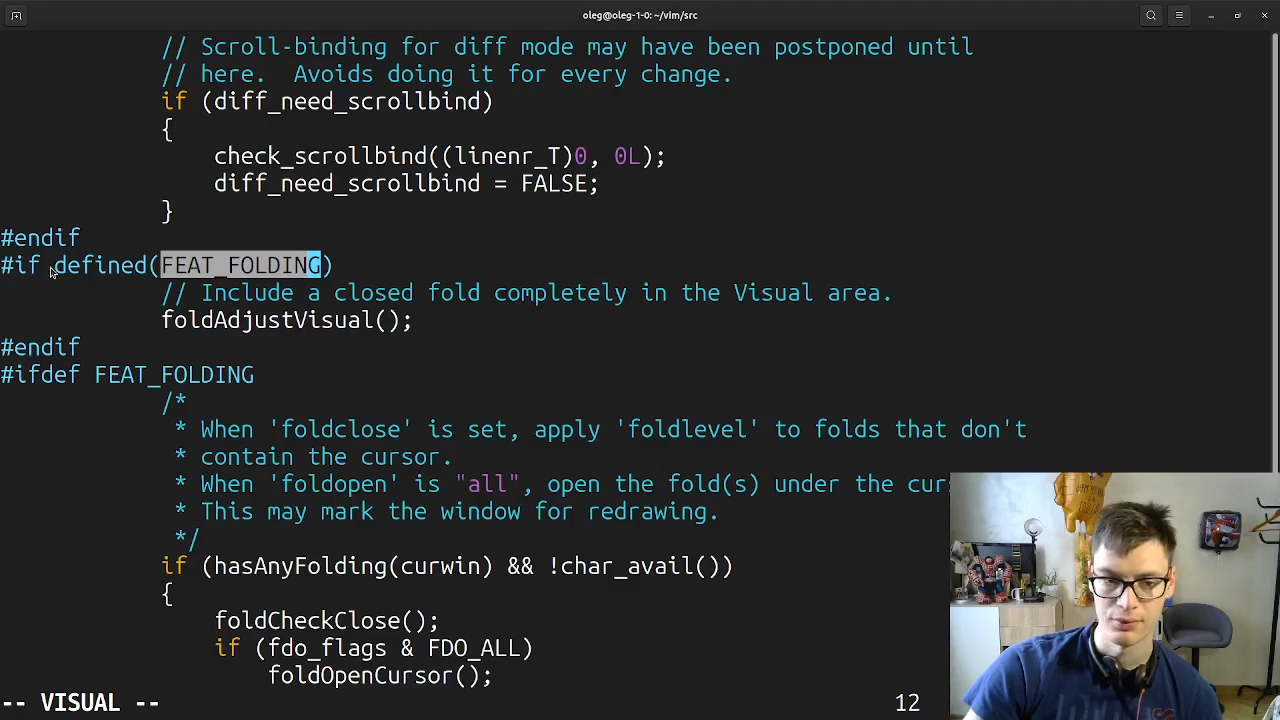 oleg@oleg-1-0: ~/vim/src
// Scroll-binding for diff mode may have been postponed until
// here.  Avoids doing it for every change.
if (diff_need_scrollbind)
{
check_scrollbind((linenr_T)0, 0L);
diff_need_scrollbind = FALSE;
}
#endif
#if defined(FEAT_FOLDING)
// Include a closed fold completely in the Visual area.
foldAdjustVisual();
#endif
#ifdef FEAT_FOLDING
/*
* When 'foldclose' is set, apply 'foldlevel' to folds that don't
* contain the cursor.
* When 'foldopen' is "all", open the fold(s) under the
* This may mark the window for redrawing.
*/
if (hasAnyFolding(curwin) && !char_avail())
{
foldCheckClose();
if (fdo_flags & FDO_ALL)
foldOpenCursor();
-- VISUAL -- 12